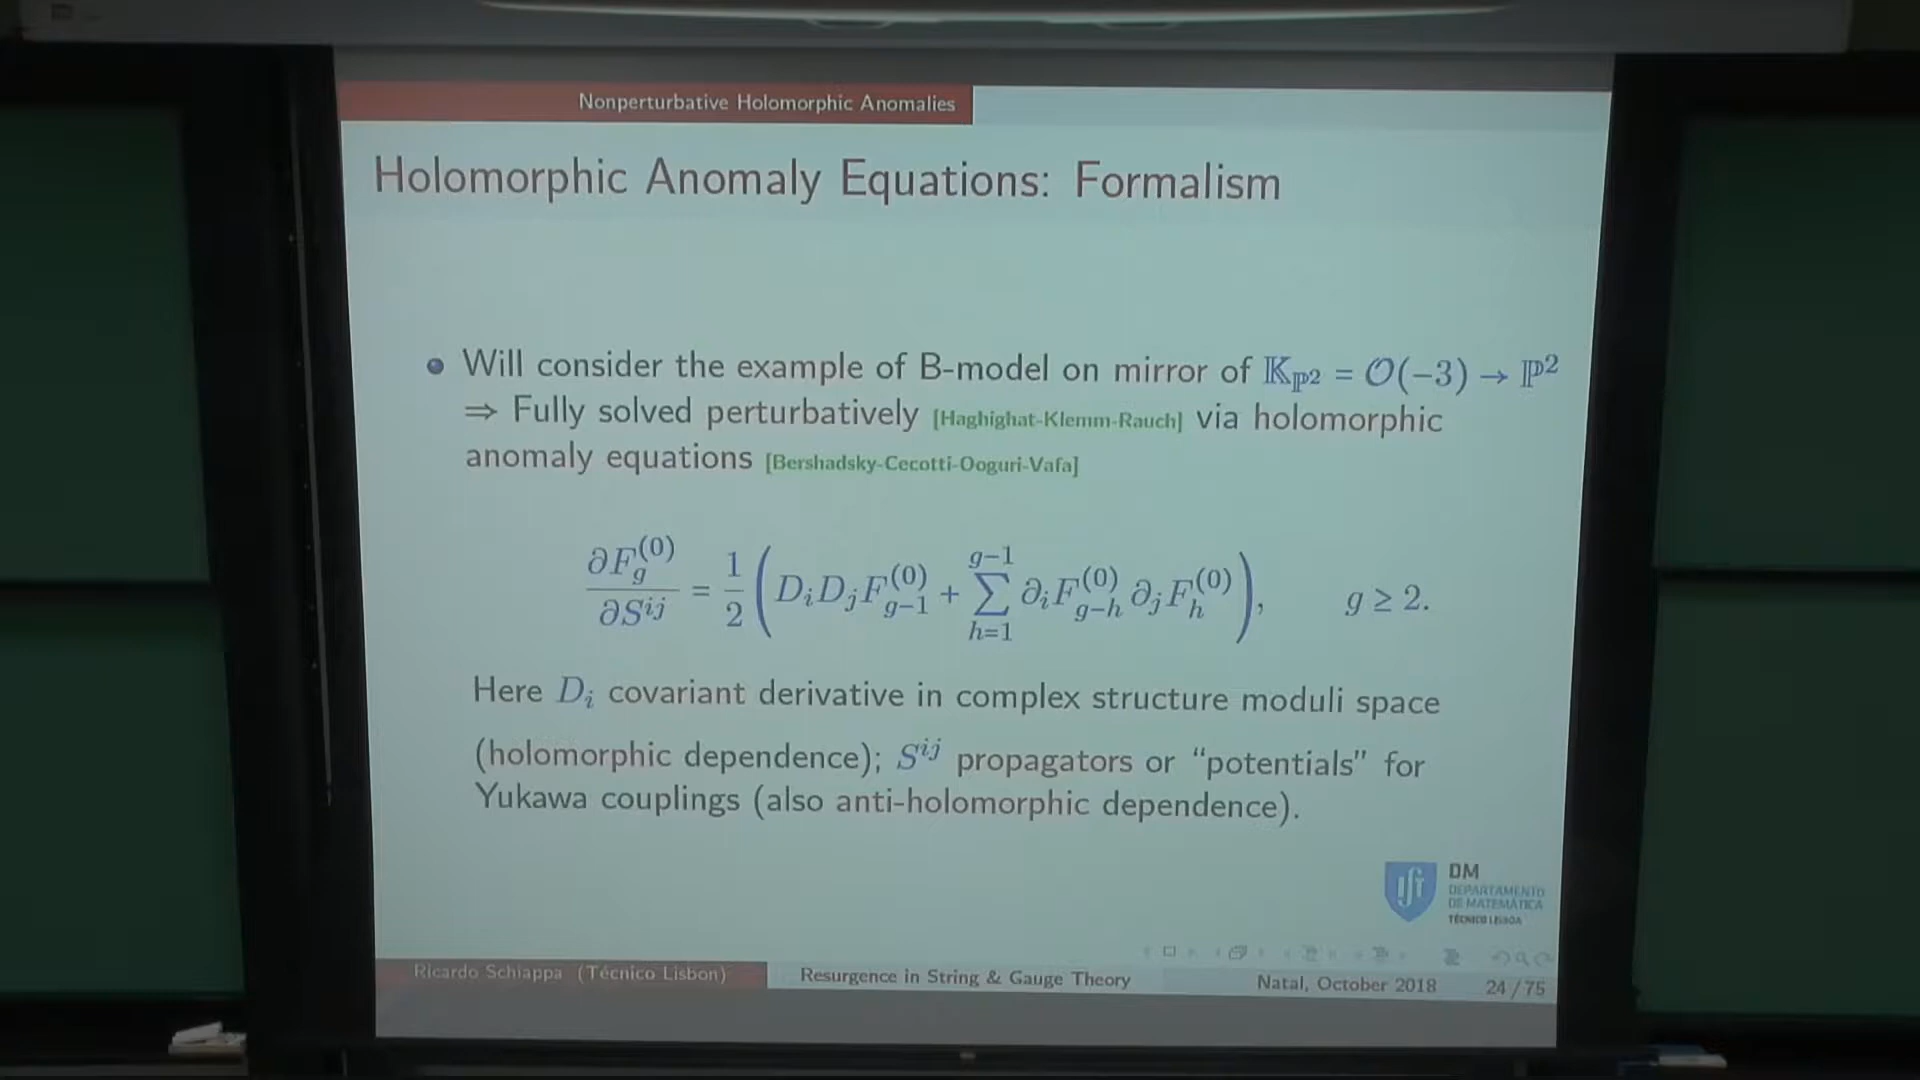 Nonperturbative Holomorphic Anomalies
Holomorphic Anomaly Equations: Formalism
Will consider the example of B-model on mirror of 𝕂_{ℙ²} = 𝒪(−3) → ℙ²
⇒ Fully solved perturbatively [Haghighat-Klemm-Rauch] via holomorphic
anomaly equations [Bershadsky-Cecotti-Ooguri-Vafa]
∂F_g^{(0)}/∂S^{ij} = 1/2 ( D_i D_j F_{g−1}^{(0)} + ∑_{h=1}^{g−1} ∂_i F_{g−h}^{(0)} ∂_j F_h^{(0)} ), g ≥ 2.
Here D_i covariant derivative in complex structure moduli space
(holomorphic dependence); S^{ij} propagators or “potentials” for
Yukawa couplings (also anti-holomorphic dependence).
DM
DEPARTAMENTO
DE MATEMÁTICA
TÉCNICO LISBOA
Ricardo Schiappa (Técnico Lisbon) Resurgence in String & Gauge Theory Natal, October 2018 24 / 75